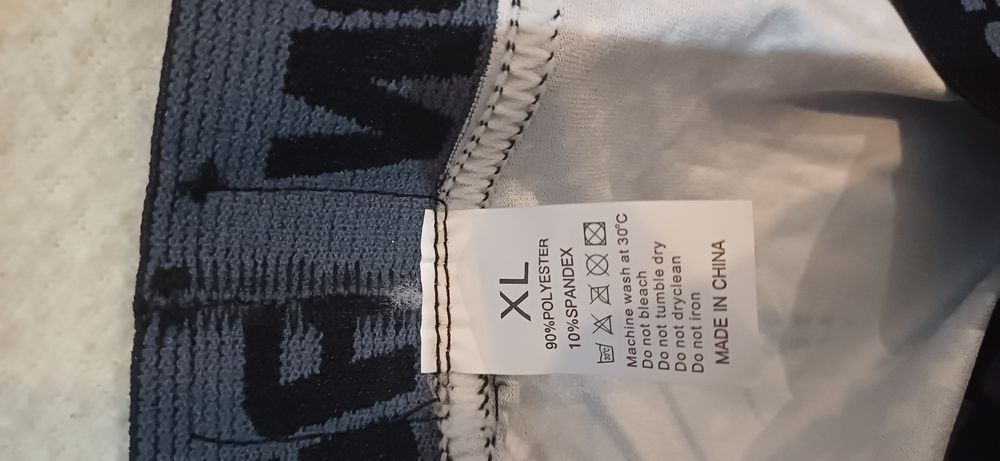 XL
90%POLYESTER
10%SPANDEX
30°C
Machine wash at 30°C
Do not bleach
Do not tumble dry
Do not dryclean
Do not iron
MADE IN CHINA